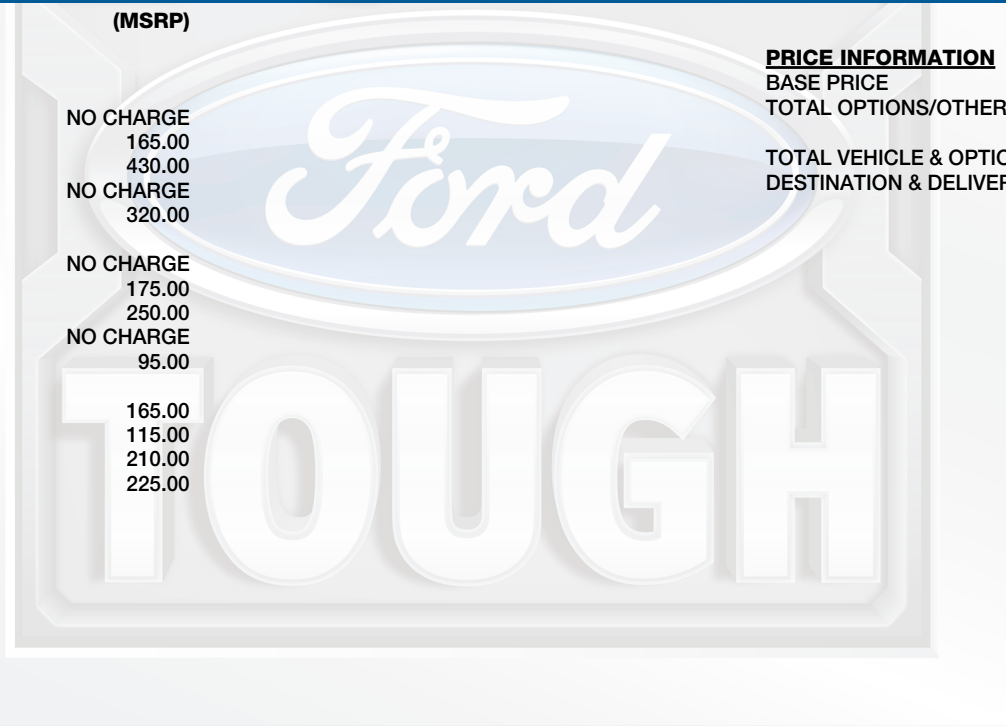 (MSRP)
NO CHARGE
165.00
430.00
NO CHARGE
320.00
NO CHARGE
175.00
250.00
NO CHARGE
95.00
165.00
115.00
210.00
225.00
PRICE INFORMATION
BASE PRICE
TOTAL OPTIONS/OTHER
TOTAL VEHICLE & OPTIO
DESTINATION & DELIVER
Ford
TOUGH